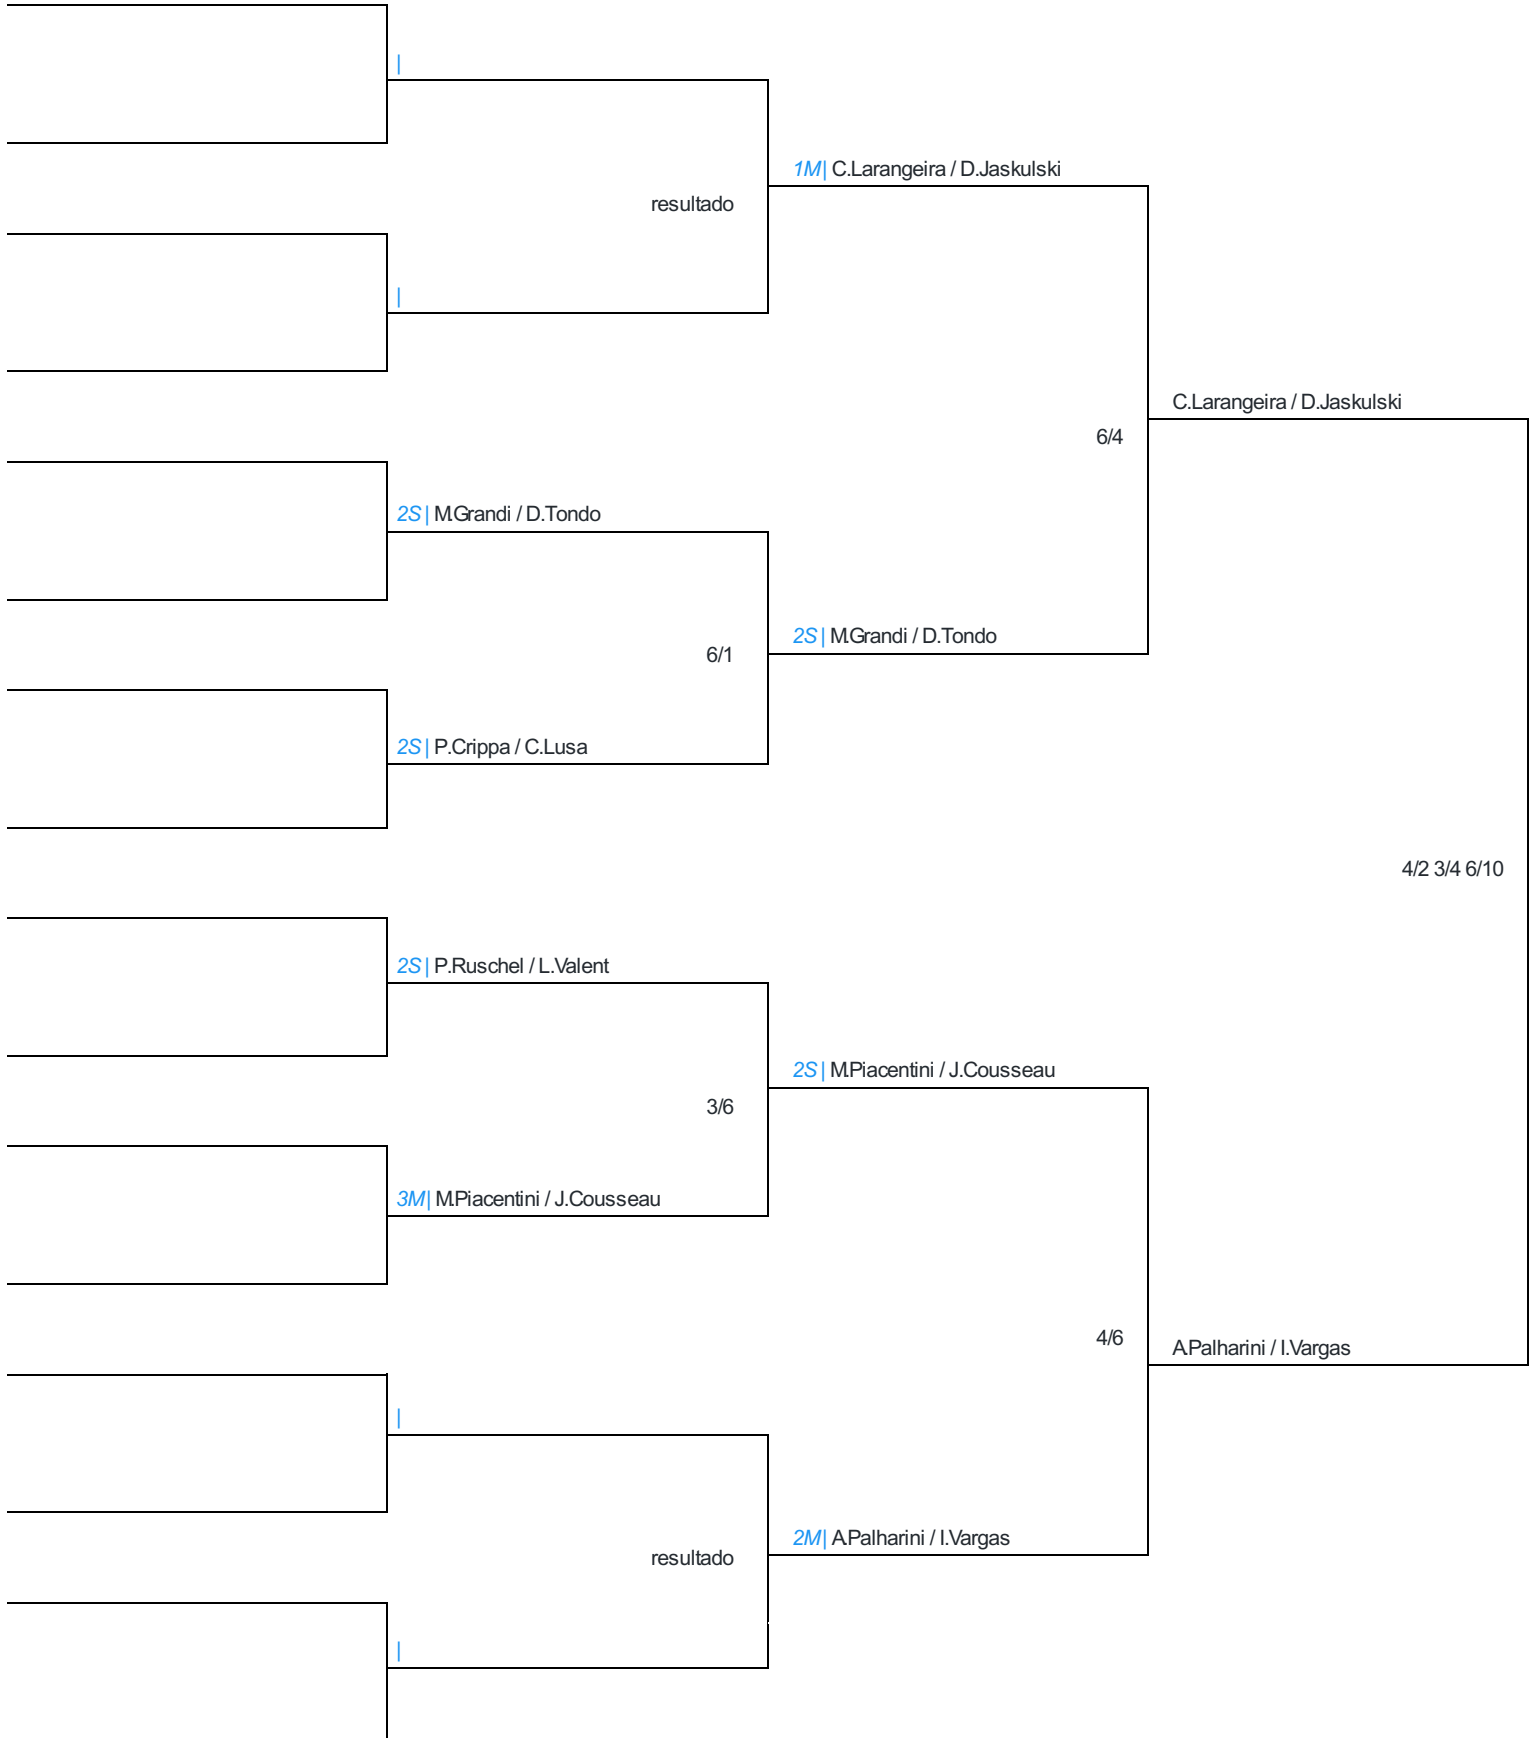 |
1M| C.Larangeira / D.Jaskulski
resultado
|
C.Larangeira / D.Jaskulski
6/4
2S| M.Grandi / D.Tondo
2S| M.Grandi / D.Tondo
6/1
2S| P.Crippa / C.Lusa
4/2 3/4 6/10
2S| P.Ruschel / L.Valent
2S| M.Piacentini / J.Cousseau
3/6
3M| M.Piacentini / J.Cousseau
4/6
A.Palharini / I.Vargas
|
2M| A.Palharini / I.Vargas
resultado
|